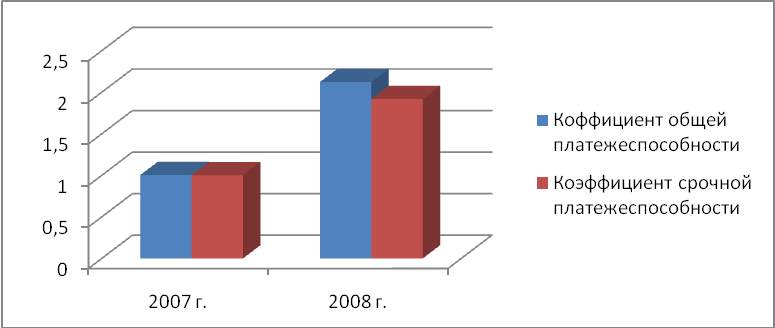 2,5
2
1,5
1
0,5
0
2007 г.
2008 г.
Коффициент общей
платежеспособности
Коэффициент срочной
платежеспособности